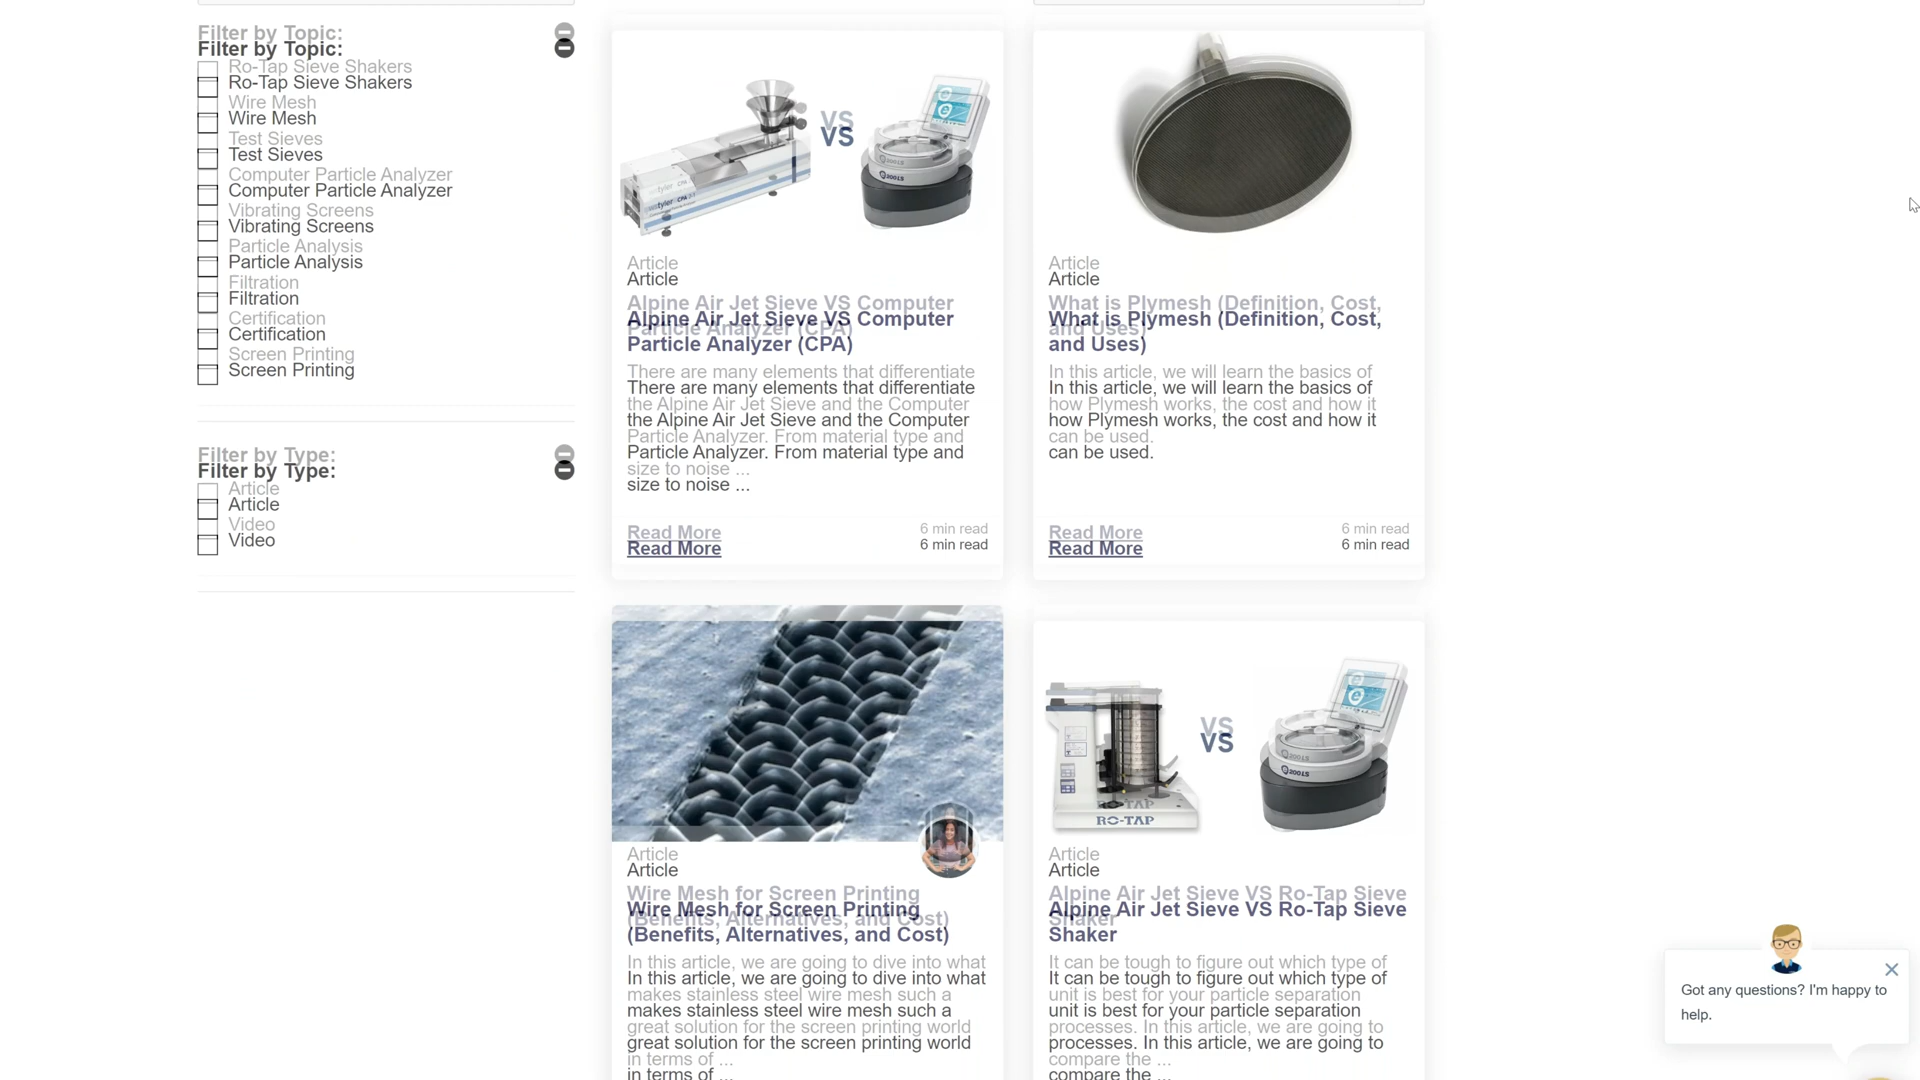 Filter by Topic:
Ro-Tap Sieve Shakers
Wire Mesh
Test Sieves
Computer Particle Analyzer
Vibrating Screens
Particle Analysis
Filtration
Certification
Screen Printing
Filter by Type:
Article
Video
VS
200LS
tyler CPA
Article
Alpine Air Jet Sieve VS Computer
Particle Analyzer (CPA)
There are many elements that differentiate
the Alpine Air Jet Sieve and the Computer
Particle Analyzer. From material type and
size to noise ...
Read More
6 min read
Article
What is Plymesh (Definition, Cost,
and Uses)
In this article, we will learn the basics of
how Plymesh works, the cost and how it
can be used.
Read More
6 min read
Article
Wire Mesh for Screen Printing
(Benefits, Alternatives, and Cost)
In this article, we are going to dive into what
makes stainless steel wire mesh such a
great solution for the screen printing world
in terms of ...
VS
200LS
RO-TAP
Article
Alpine Air Jet Sieve VS Ro-Tap Sieve
Shaker
It can be tough to figure out which type of
unit is best for your particle separation
processes. In this article, we are going to
compare the ...
Got any questions? I'm happy to
help.